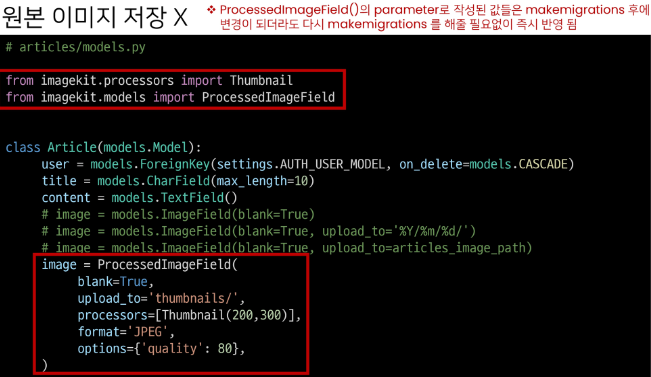 원본 이미지 저장 X
❖ ProcessedImageField()의 parameter로 작성된 값들은 makemigrations 후에
변경이 되더라도 다시 makemigrations 를 해줄 필요없이 즉시 반영 됨
# articles/models.py
from imagekit.processors import Thumbnail
from imagekit.models import ProcessedImageField
class Article(models.Model):
user = models.ForeignKey(settings.AUTH_USER_MODEL, on_delete=models.CASCADE)
title = models.CharField(max_length=10)
content = models.TextField()
# image = models.ImageField(blank=True)
# image = models.ImageField(blank=True, upload_to='%Y/%m/%d/')
# image = models.ImageField(blank=True, upload_to=articles_image_path)
image = ProcessedImageField(
blank=True,
upload_to='thumbnails/',
processors=[Thumbnail(200,300)],
format='JPEG',
options={'quality': 80},
)